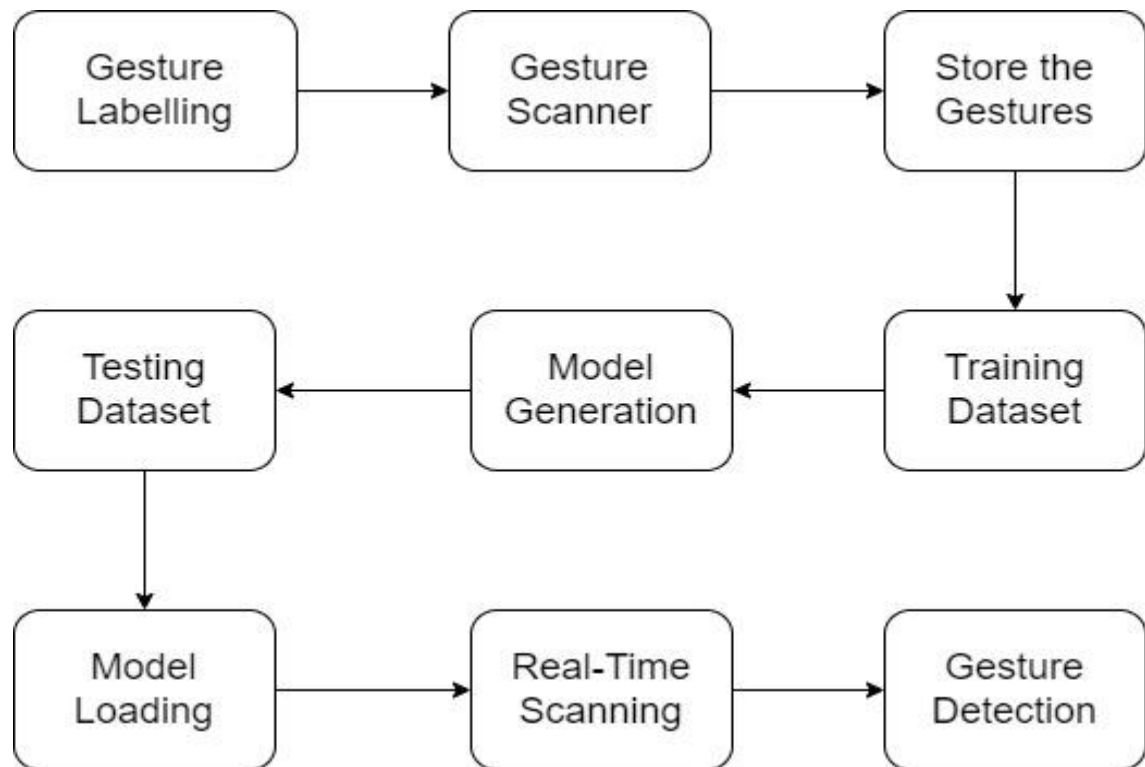 Gesture
Labelling
Gesture
Scanner
Store the
Gestures
Training
Dataset
Model
Generation
Testing
Dataset
Model
Loading
Real-Time
Scanning
Gesture
Detection